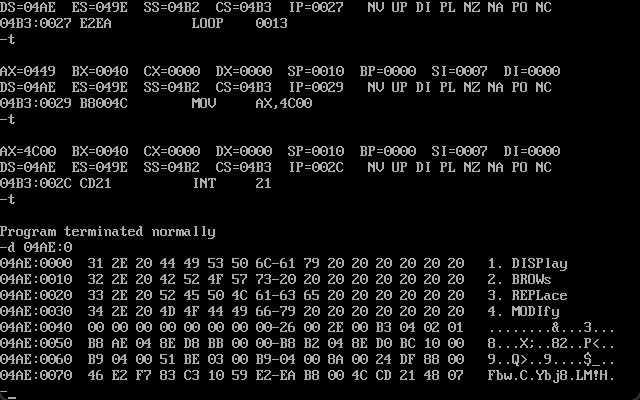 DS=04AE  ES=049E  SS=04B2  CS=04B3  IP=0027   NV UP DI PL NZ NA PO NC
04B3:0027 E2EA          LOOP    0013
-t

AX=0449  BX=0040  CX=0000  DX=0000  SP=0010  BP=0000  SI=0007  DI=0000
DS=04AE  ES=049E  SS=04B2  CS=04B3  IP=0029   NV UP DI PL NZ NA PO NC
04B3:0029 B8004C        MOV     AX,4C00
-t

AX=4C00  BX=0040  CX=0000  DX=0000  SP=0010  BP=0000  SI=0007  DI=0000
DS=04AE  ES=049E  SS=04B2  CS=04B3  IP=002C   NV UP DI PL NZ NA PO NC
04B3:002C CD21          INT     21
-t

Program terminated normally
-d 04AE:0
04AE:0000  31 2E 20 44 49 53 50 6C-61 79 20 20 20 20 20 20   1. DISPlay
04AE:0010  32 2E 20 42 52 4F 57 73-20 20 20 20 20 20 20 20   2. BROWs
04AE:0020  33 2E 20 52 45 50 4C 61-63 65 20 20 20 20 20 20   3. REPLace
04AE:0030  34 2E 20 4D 4F 44 49 66-79 20 20 20 20 20 20 20   4. MODIfy
04AE:0040  00 00 00 00 00 00 00 00-26 00 2E 00 B3 04 02 01   ........&...3...
04AE:0050  B8 AE 04 8E D8 BB 00 00-B8 B2 04 8E D0 BC 10 00   8...X;..82..P<..
04AE:0060  B9 04 00 51 BE 03 00 B9-04 00 8A 00 24 DF 88 00   9..Q>..9....$_..
04AE:0070  46 E2 F7 83 C3 10 59 E2-EA B8 00 4C CD 21 48 07   Fbw.C.Ybj8.LM!H.
-_